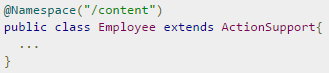 @Namespace("/content")
public class Employee extends ActionSupport{
  ...
}